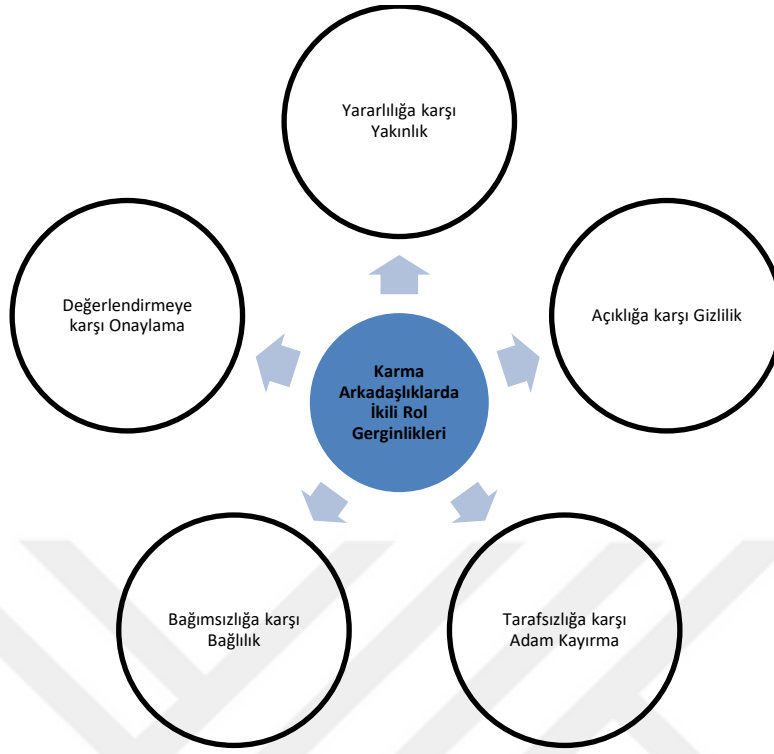 Yararlılığa karşı
Yakınlık
Değerlendirmeye
karşı Onaylama
Açıklığa karşı Gizlilik
Karma
Arkadaşlıklarda
İkili Rol
Gerginlikleri
Bağımsızlığa karşı
Bağlılık
Tarafsızlığa karşı
Adam Kayırma